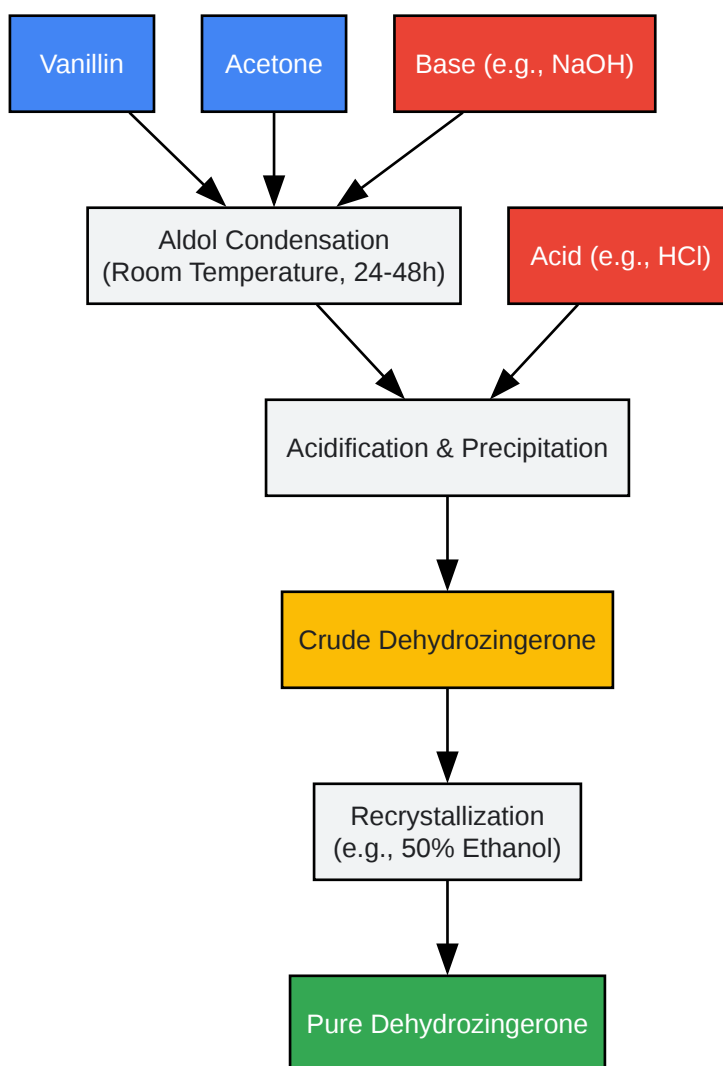 Vanillin
Acetone
Base (e.g., NaOH)
Aldol Condensation
(Room Temperature, 24-48h)
Acid (e.g., HCl)
Acidification & Precipitation
Crude Dehydrozingerone
Recrystallization
(e.g., 50% Ethanol)
Pure Dehydrozingerone